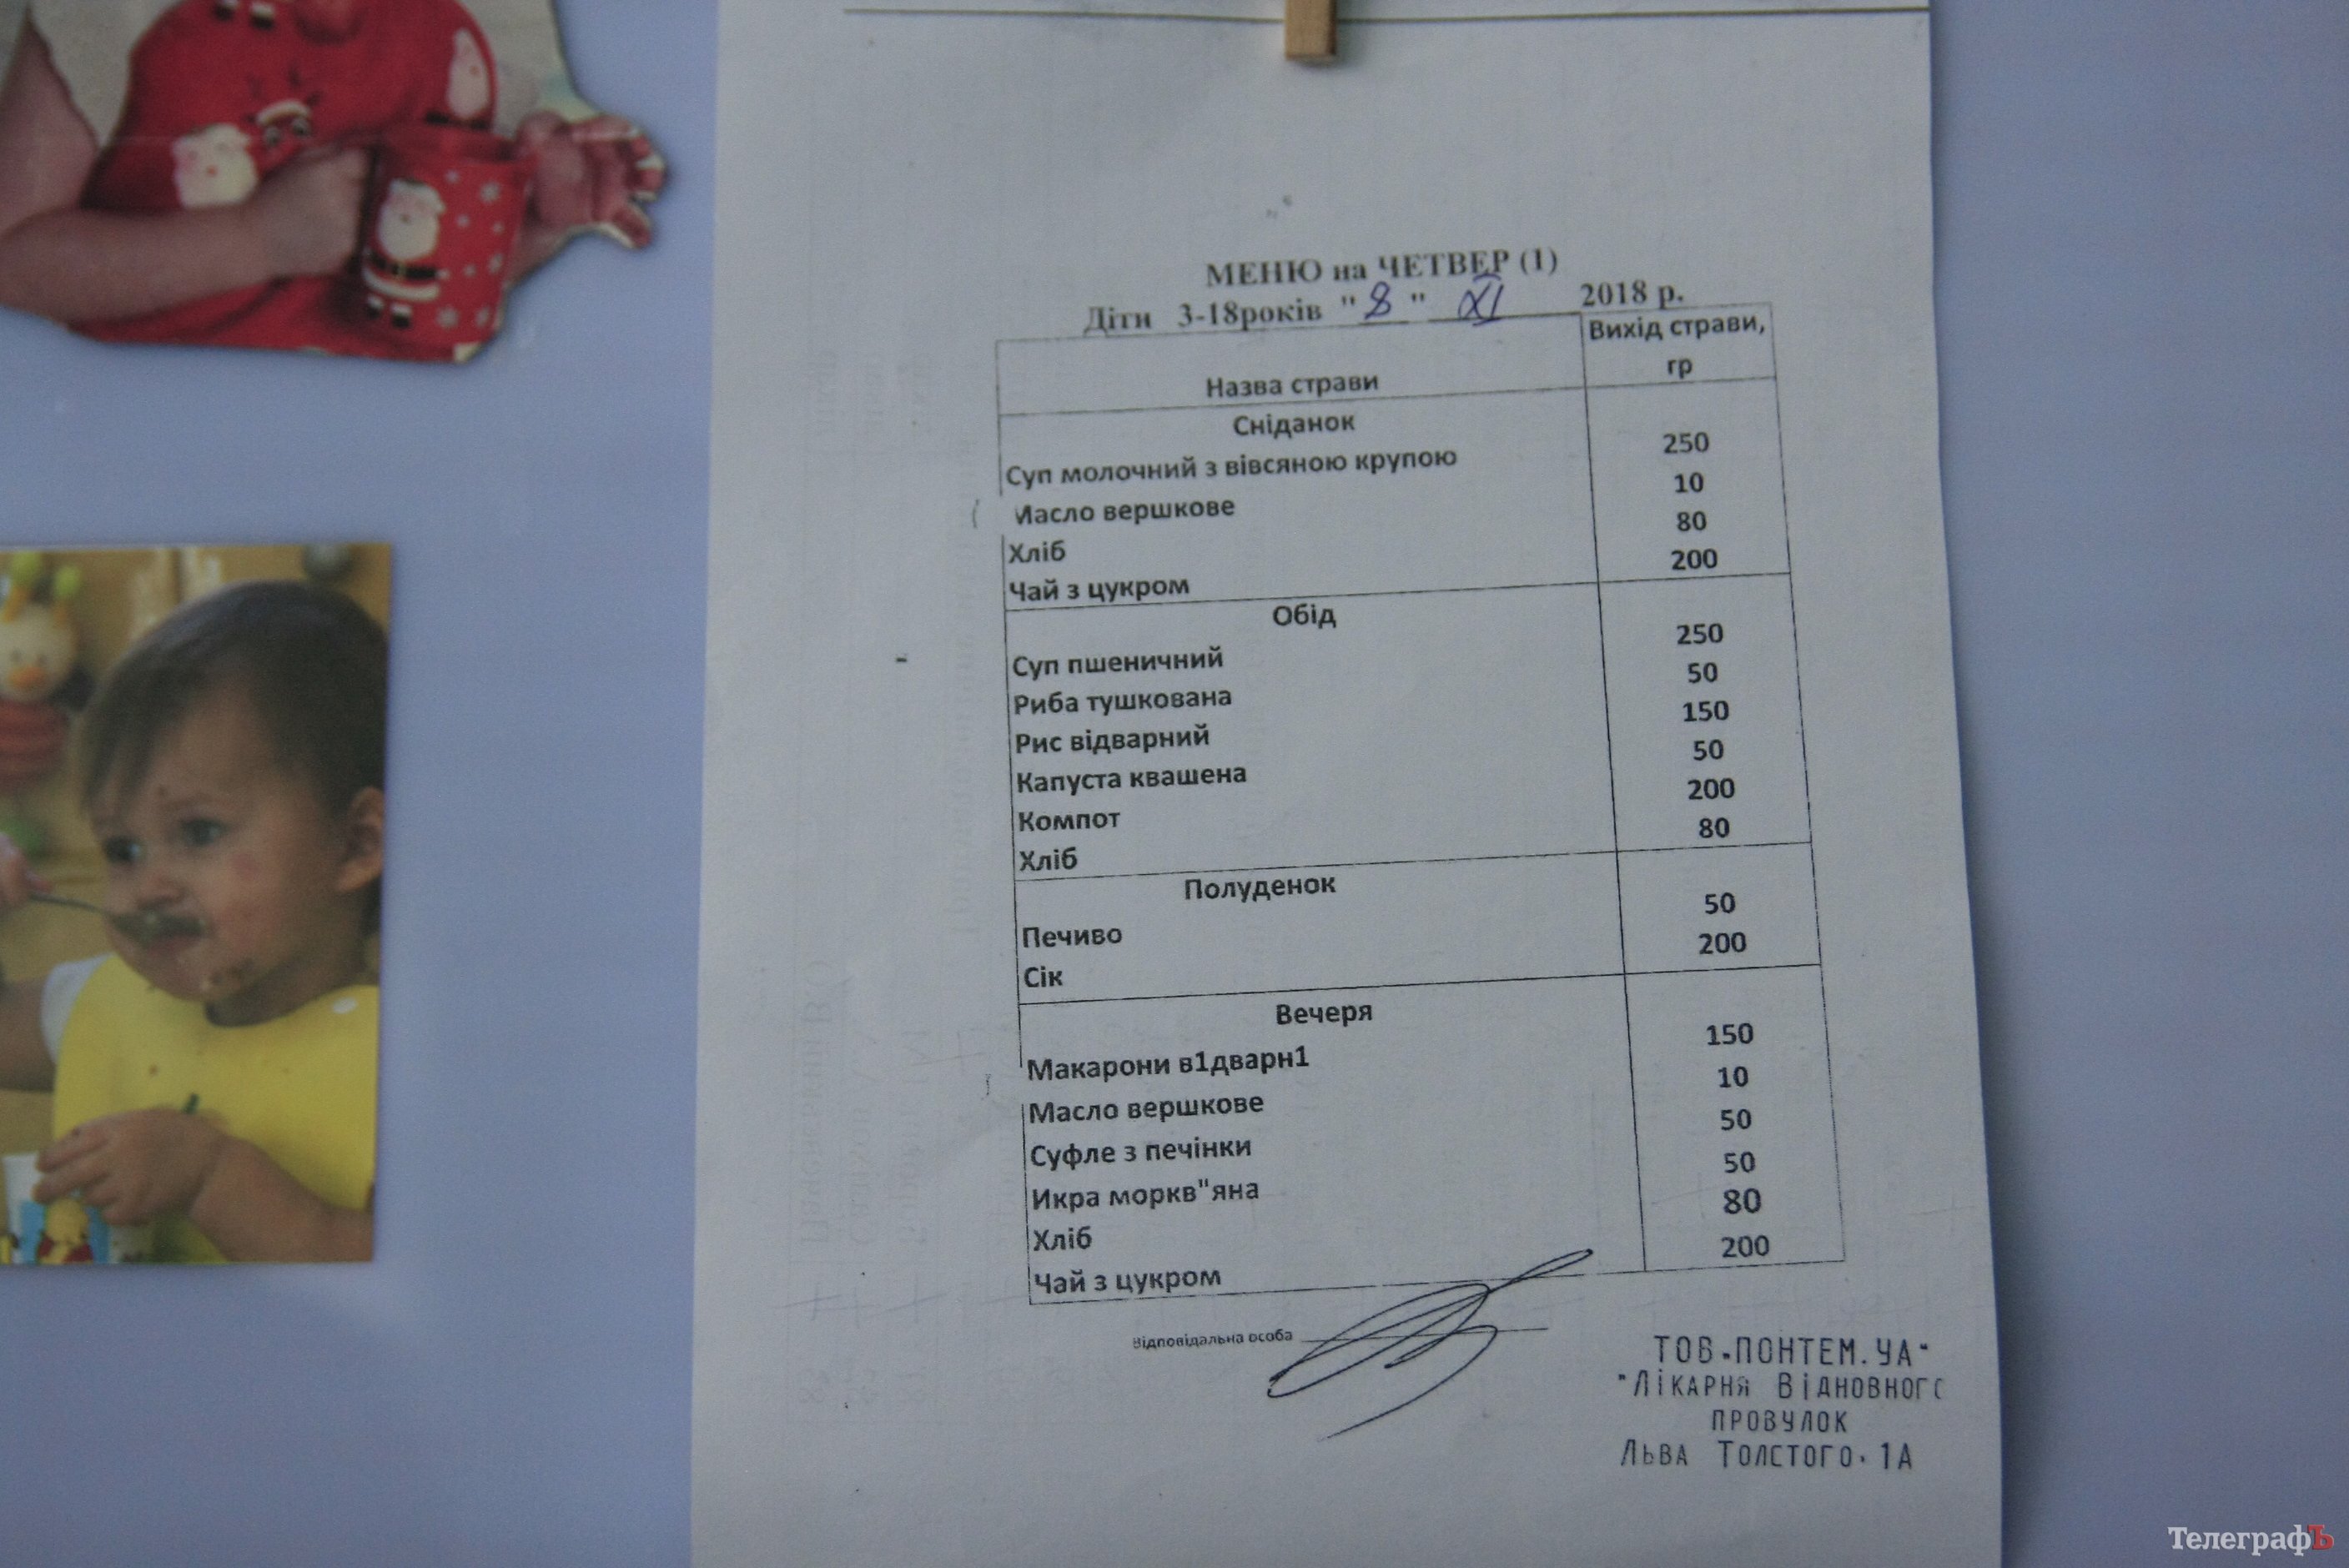 МЕНЮ на ЧЕТВЕР (1)
Діти 3-18років "8" XI 2018 р.
Назва страви Вихід страви, гр
Сніданок
Суп молочний з вівсяною крупою 250
Масло вершкове 10
Хліб 80
Чай з цукром 200
Обід
Суп пшеничний 250
Риба тушкована 50
Рис відварний 150
Капуста квашена 50
Компот 200
Хліб 80
Полуденок
Печиво 50
Сік 200
Вечеря
Макарони в1дварн1 150
Масло вершкове 10
Суфле з печінки 50
Икра моркв"яна 50
Хліб 80
Чай з цукром 200
Відповідальна особа
ТОВ "ПОНТЕМ.УА"
"ЛІКАРНЯ ВІДНОВНОГО
ПРОВУЛОК
ЛЬВА ТОЛСТОГО, 1А
ТелеграфЪ